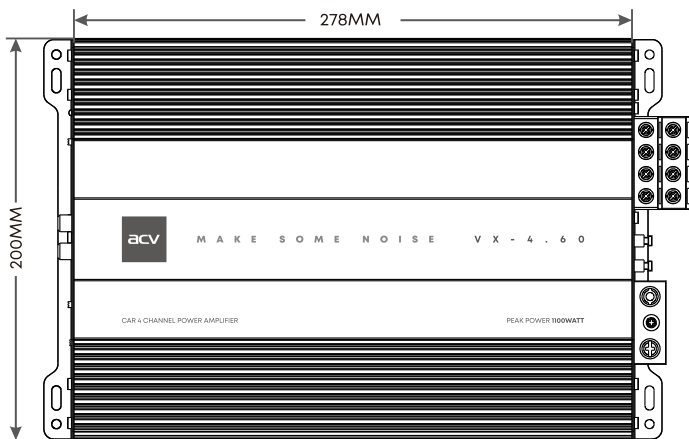 278MM
200MM
acv MAKE SOME NOISE VX-4.60
CAR 4 CHANNEL POWER AMPLIFIER PEAK POWER 1100WATT